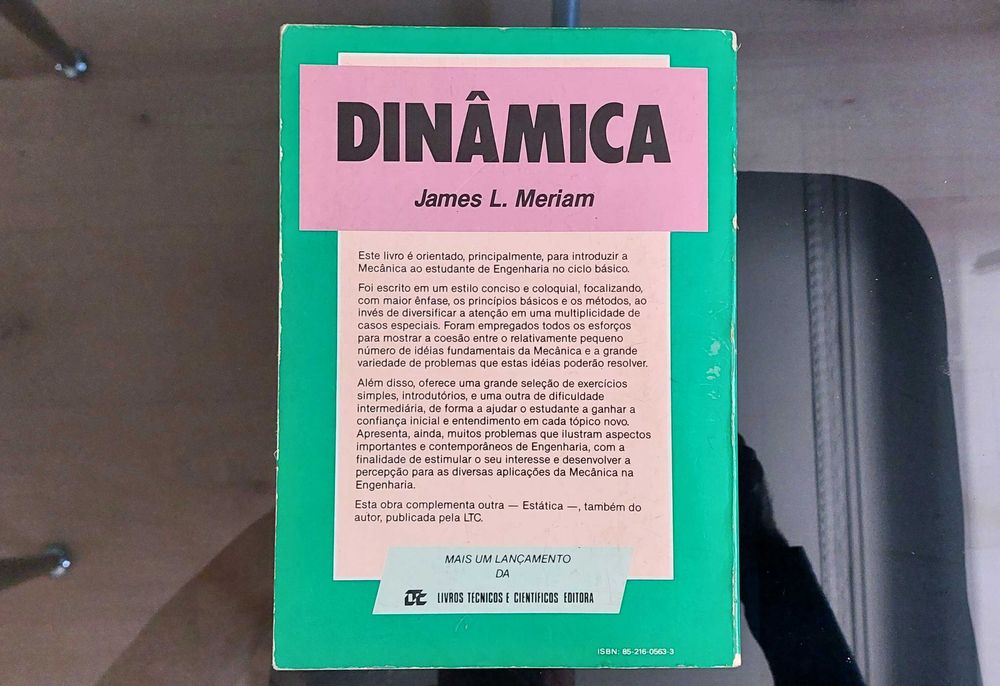 DINÂMICA
James L. Meriam
Este livro é orientado, principalmente, para introduzir a
Mecânica ao estudante de Engenharia no ciclo básico.
Foi escrito em um estilo conciso e coloquial, focalizando,
com maior ênfase, os princípios básicos e os métodos, ao
invés de diversificar a atenção em uma multiplicidade de
casos especiais. Foram empregados todos os esforços
para mostrar a coesão entre o relativamente pequeno
número de idéias fundamentais da Mecânica e a grande
variedade de problemas que estas idéias poderão resolver.
Além disso, oferece uma grande seleção de exercícios
simples, introdutórios, e uma outra de dificuldade
intermediária, de forma a ajudar o estudante a ganhar a
confiança inicial e entendimento em cada tópico novo.
Apresenta, ainda, muitos problemas que ilustram aspectos
importantes e contemporâneos de Engenharia, com a
finalidade de estimular o seu interesse e desenvolver a
percepção para as diversas aplicações da Mecânica na
Engenharia.
Esta obra complementa outra — Estática —, também do
autor, publicada pela LTC.
MAIS UM LANÇAMENTO
DA
LTC LIVROS TÉCNICOS E CIENTÍFICOS EDITORA
ISBN: 85-216-0563-3